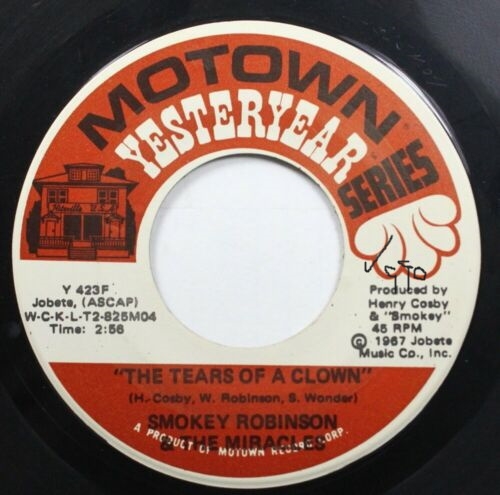 MOTOWN
YESTERYEAR
SERIES
Hitsville U.S.A.
Y 423F
Jobete, (ASCAP)
W-C-K-L-T2-825M04
Time: 2:56
Produced by
Henry Cosby
& "Smokey"
45 RPM
© 1967 Jobete
Music Co., Inc.
"THE TEARS OF A CLOWN"
(H. Cosby, W. Robinson, S. Wonder)
SMOKEY ROBINSON
& THE MIRACLES
A PRODUCT OF MOTOWN RECORD CORP.